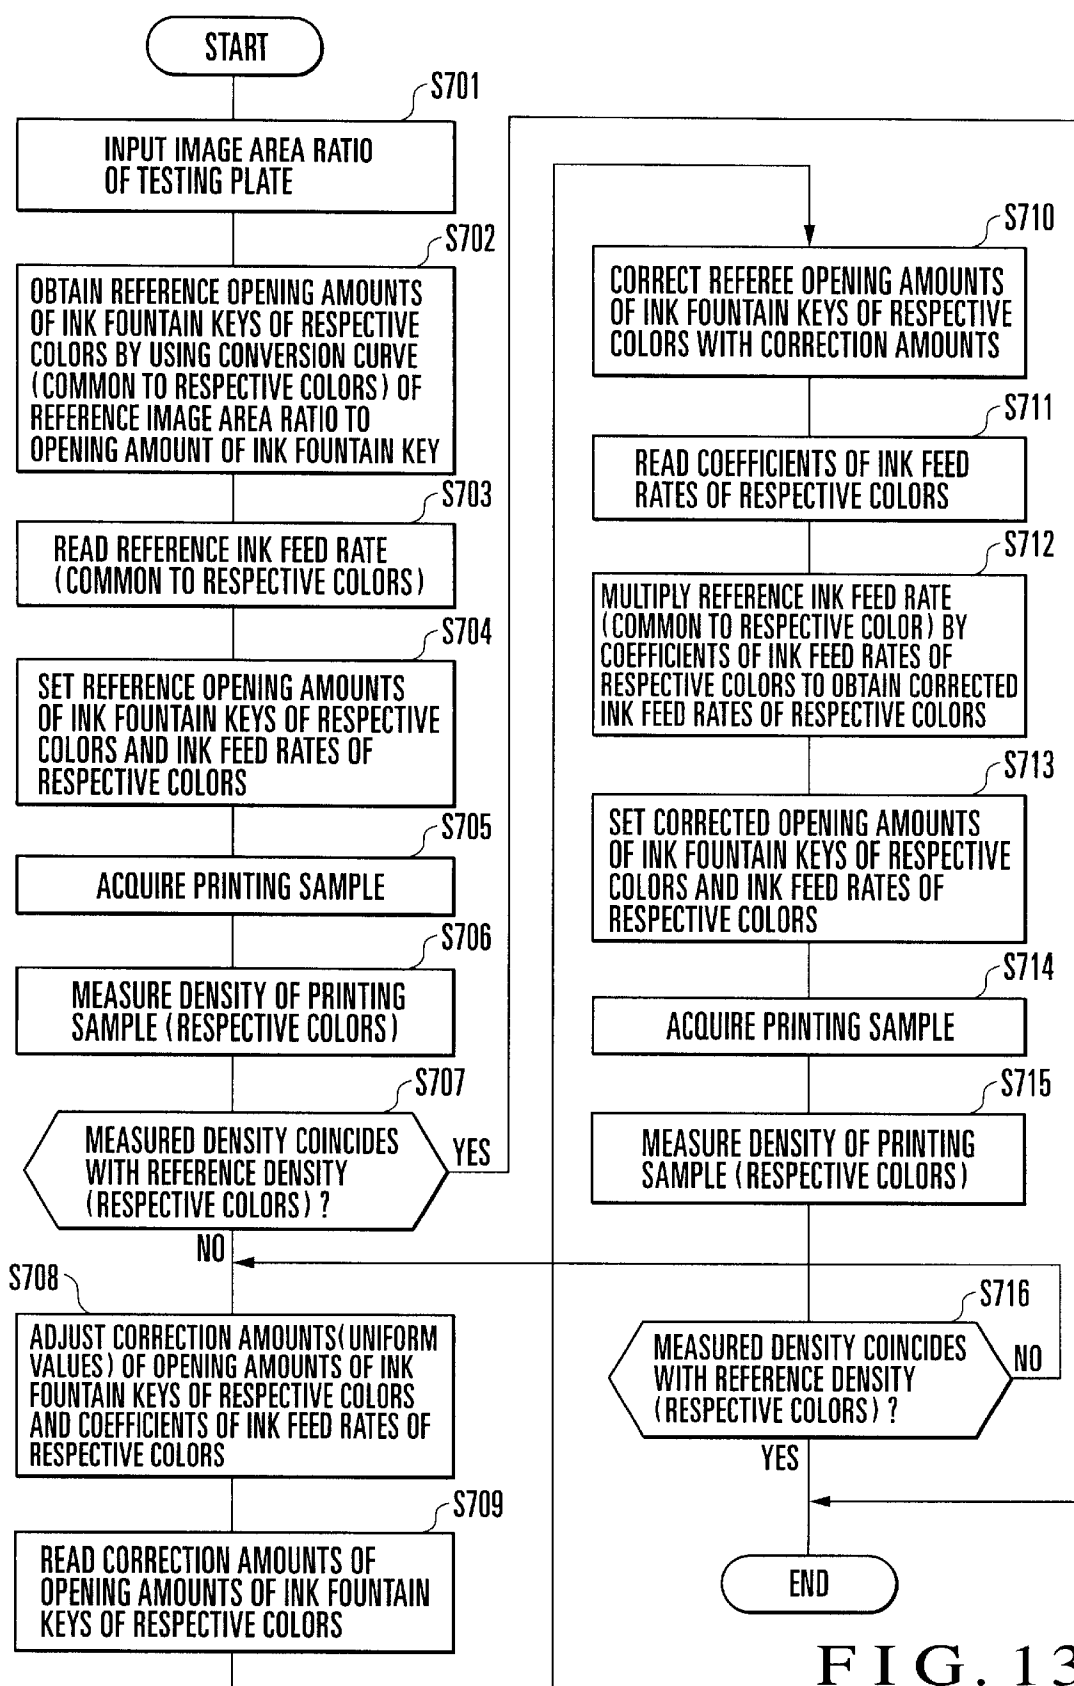 START
S701
INPUT IMAGE AREA RATIO
OF TESTING PLATE
S702
OBTAIN REFERENCE OPENING AMOUNTS
OF INK FOUNTAIN KEYS OF RESPECTIVE
COLORS BY USING CONVERSION CURVE
(COMMON TO RESPECTIVE COLORS) OF
REFERENCE IMAGE AREA RATIO TO
OPENING AMOUNT OF INK FOUNTAIN KEY
S703
READ REFERENCE INK FEED RATE
(COMMON TO RESPECTIVE COLORS)
S704
SET REFERENCE OPENING AMOUNTS
OF INK FOUNTAIN KEYS OF RESPECTIVE
COLORS AND INK FEED RATES OF
RESPECTIVE COLORS
S705
ACQUIRE PRINTING SAMPLE
S706
MEASURE DENSITY OF PRINTING
SAMPLE (RESPECTIVE COLORS)
S707
MEASURED DENSITY COINCIDES
WITH REFERENCE DENSITY
(RESPECTIVE COLORS) ?
YES
NO
S708
ADJUST CORRECTION AMOUNTS(UNIFORM
VALUES) OF OPENING AMOUNTS OF INK
FOUNTAIN KEYS OF RESPECTIVE COLORS
AND COEFFICIENTS OF INK FEED RATES OF
RESPECTIVE COLORS
S709
READ CORRECTION AMOUNTS OF
OPENING AMOUNTS OF INK FOUNTAIN
KEYS OF RESPECTIVE COLORS
S710
CORRECT REFEREE OPENING AMOUNTS
OF INK FOUNTAIN KEYS OF RESPECTIVE
COLORS WITH CORRECTION AMOUNTS
S711
READ COEFFICIENTS OF INK FEED
RATES OF RESPECTIVE COLORS
S712
MULTIPLY REFERENCE INK FEED RATE
(COMMON TO RESPECTIVE COLOR) BY
COEFFICIENTS OF INK FEED RATES OF
RESPECTIVE COLORS TO OBTAIN CORRECTED
INK FEED RATES OF RESPECTIVE COLORS
S713
SET CORRECTED OPENING AMOUNTS
OF INK FOUNTAIN KEYS OF RESPECTIVE
COLORS AND INK FEED RATES OF
RESPECTIVE COLORS
S714
ACQUIRE PRINTING SAMPLE
S715
MEASURE DENSITY OF PRINTING
SAMPLE (RESPECTIVE COLORS)
S716
MEASURED DENSITY COINCIDES
WITH REFERENCE DENSITY
(RESPECTIVE COLORS) ?
NO
YES
END
FIG. 13